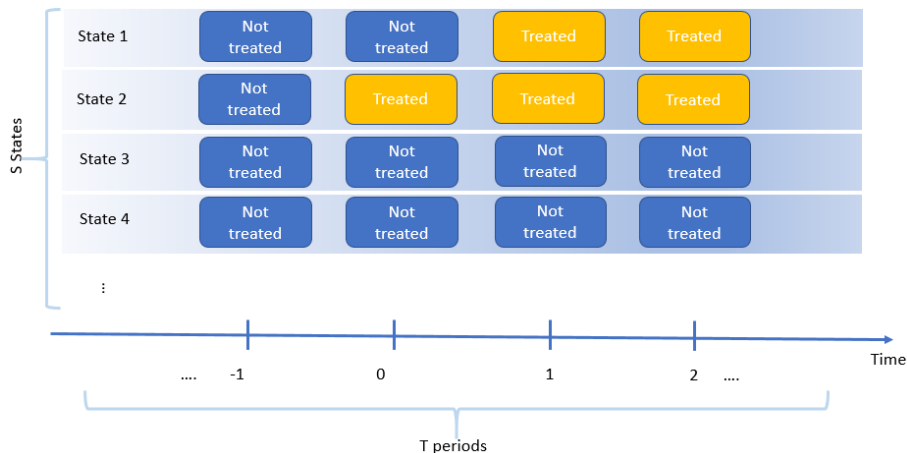 S States
State 1
Not
treated
Not
treated
Treated
Treated
State 2
Not
treated
Treated
Treated
Treated
State 3
Not
treated
Not
treated
Not
treated
Not
treated
State 4
Not
treated
Not
treated
Not
treated
Not
treated
...
Time
.... -1 0 1 2 ....
T periods